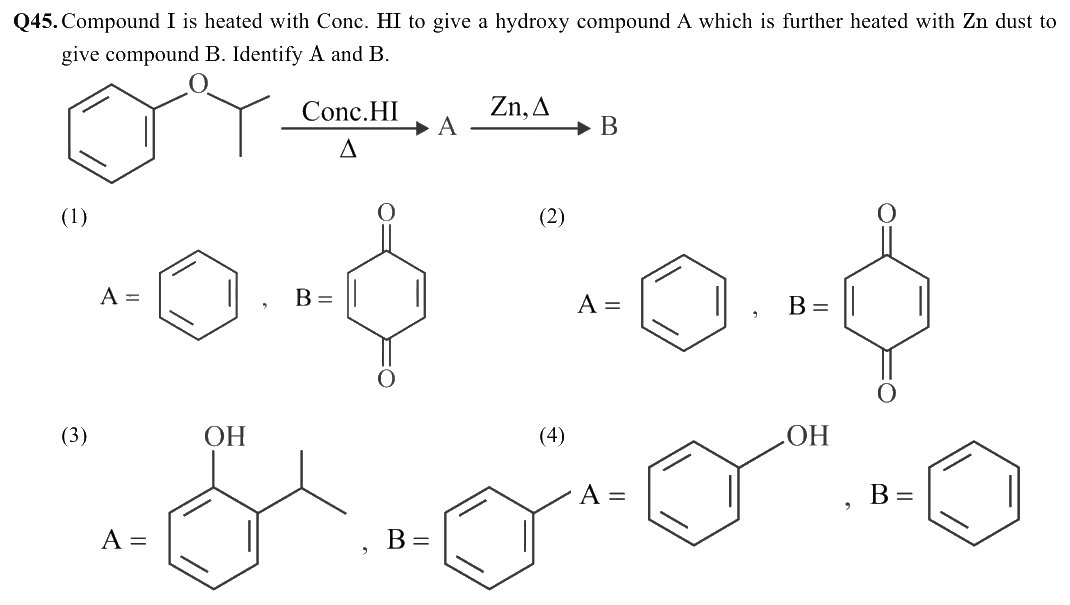 Q45. Compound I is heated with Conc. HI to give a hydroxy compound A which is further heated with Zn dust to
give compound B. Identify A and B.
O
Conc.HI
Δ
A
Zn, Δ
B
(1)
A =
,
B =
O
O
(2)
A =
,
B =
O
O
(3)
OH
A =
,
B =
(4)
OH
A =
,
B =